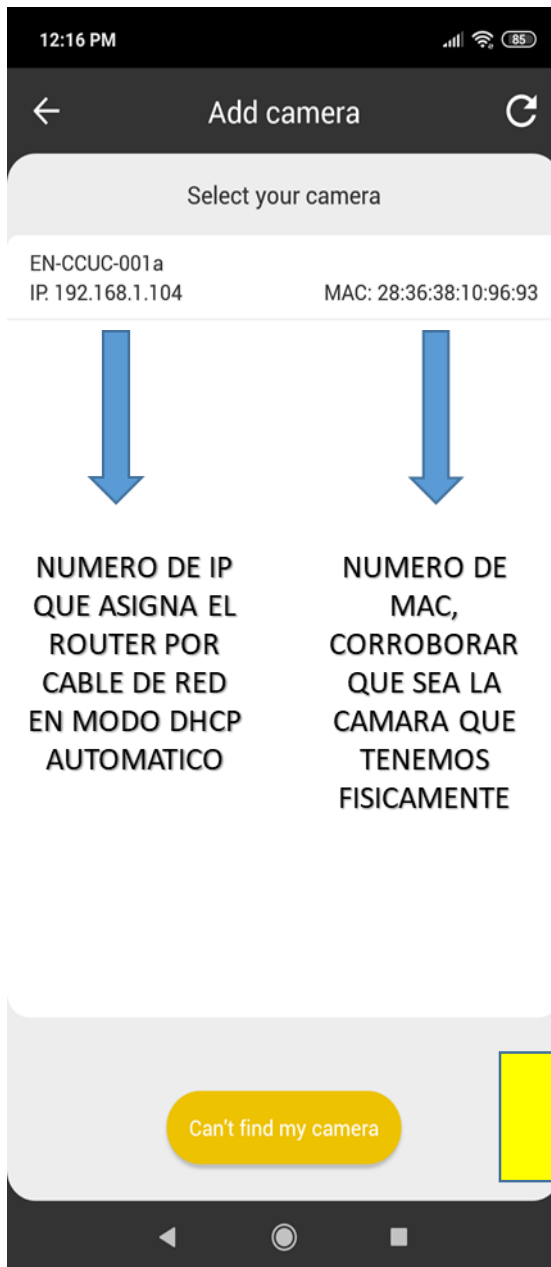 12:16 PM
85
Add camera
Select your camera
EN-CCUC-001a
IP. 192.168.1.104
MAC: 28:36:38:10:96:93
NUMERO DE IP
QUE ASIGNA EL
ROUTER POR
CABLE DE RED
EN MODO DHCP
AUTOMATICO
NUMERO DE
MAC,
CORROBORAR
QUE SEA LA
CAMARA QUE
TENEMOS
FISICAMENTE
Can't find my camera